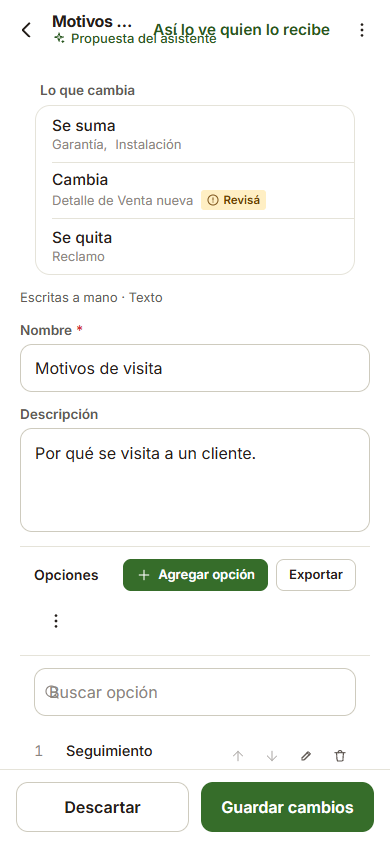 Motivos ...
Así lo ve quien lo recibe
Propuesta del asistente
Lo que cambia
Se suma
Garantía, Instalación
Cambia
Detalle de Venta nueva Revisá
Se quita
Reclamo
Escritas a mano · Texto
Nombre *
Motivos de visita
Descripción
Por qué se visita a un cliente.
Opciones
Agregar opción
Exportar
Buscar opción
1 Seguimiento
Descartar
Guardar cambios